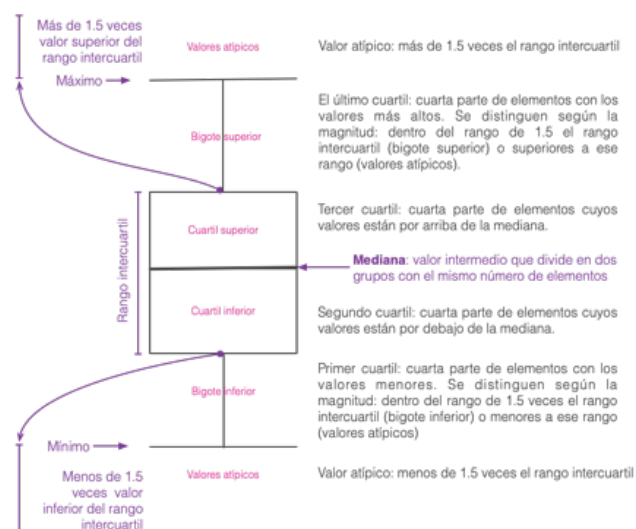 Más de 1.5 veces
valor superior del
rango intercuartil
Máximo
Valores atípicos
Valor atípico: más de 1.5 veces el rango intercuartil
Bigote superior
El último cuartil: cuarta parte de elementos con los
valores más altos. Se distinguen según la
magnitud: dentro del rango de 1.5 el rango
intercuartil (bigote superior) o superiores a ese
rango (valores atípicos).
Rango intercuartil
Cuartil superior
Tercer cuartil: cuarta parte de elementos cuyos
valores están por arriba de la mediana.
Mediana: valor intermedio que divide en dos
grupos con el mismo número de elementos
Cuartil inferior
Segundo cuartil: cuarta parte de elementos cuyos
valores están por debajo de la mediana.
Bigote inferior
Primer cuartil: cuarta parte de elementos con los
valores menores. Se distinguen según la
magnitud: dentro del rango de 1.5 veces el rango
intercuartil (bigote inferior) o menores a ese rango
(valores atípicos)
Mínimo
Menos de 1.5
veces valor
inferior del rango
intercuartil
Valores atípicos
Valor atípico: menos de 1.5 veces el rango intercuartil